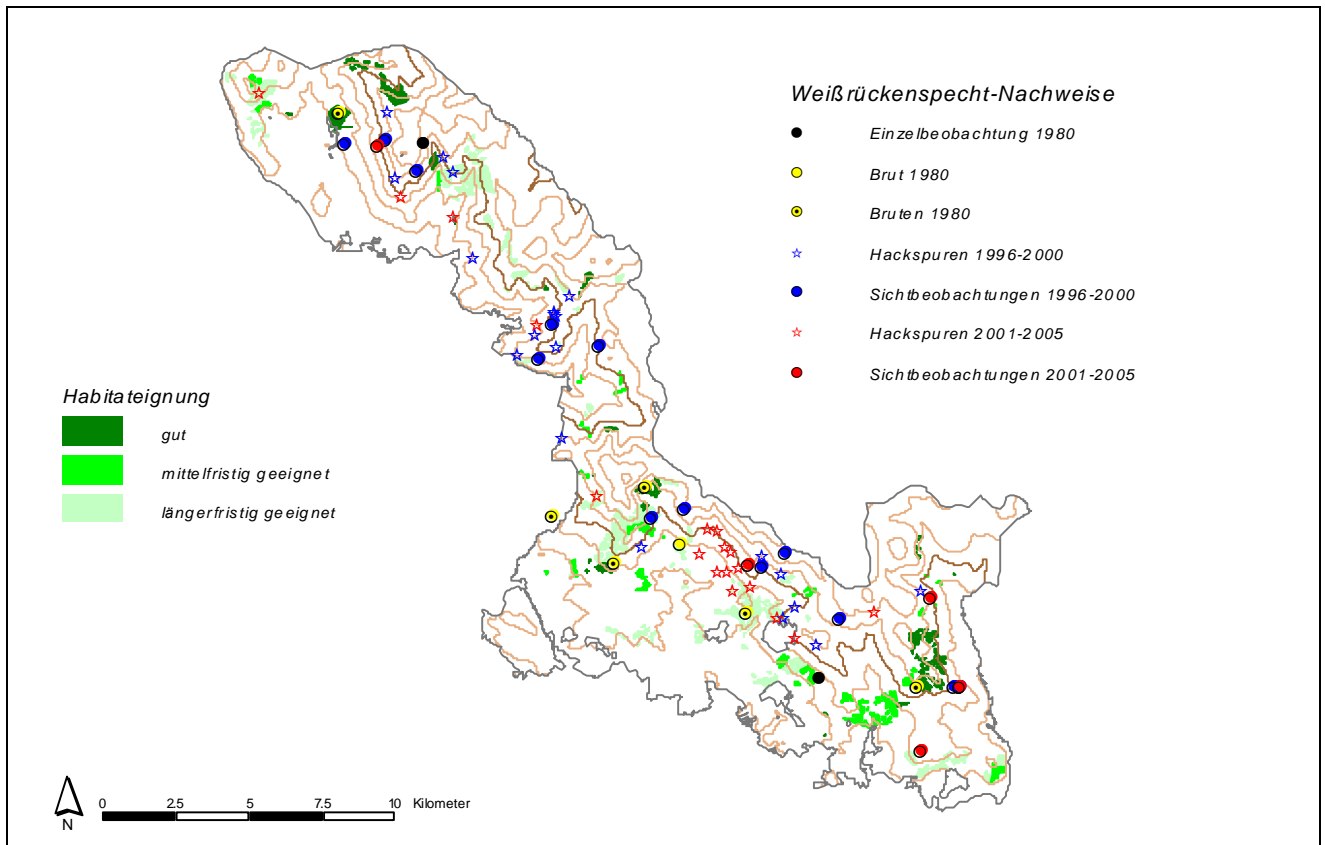 Weißrückenspecht-Nachweise
Einzelbeobachtung 1980
Brut 1980
Bruten 1980
Hackspuren 1996-2000
Sichtbeobachtungen 1996-2000
Hackspuren 2001-2005
Sichtbeobachtungen 2001-2005
Habitateignung
gut
mittelfristig geeignet
längerfristig geeignet
N
0 2.5 5 7.5 10 Kilometer